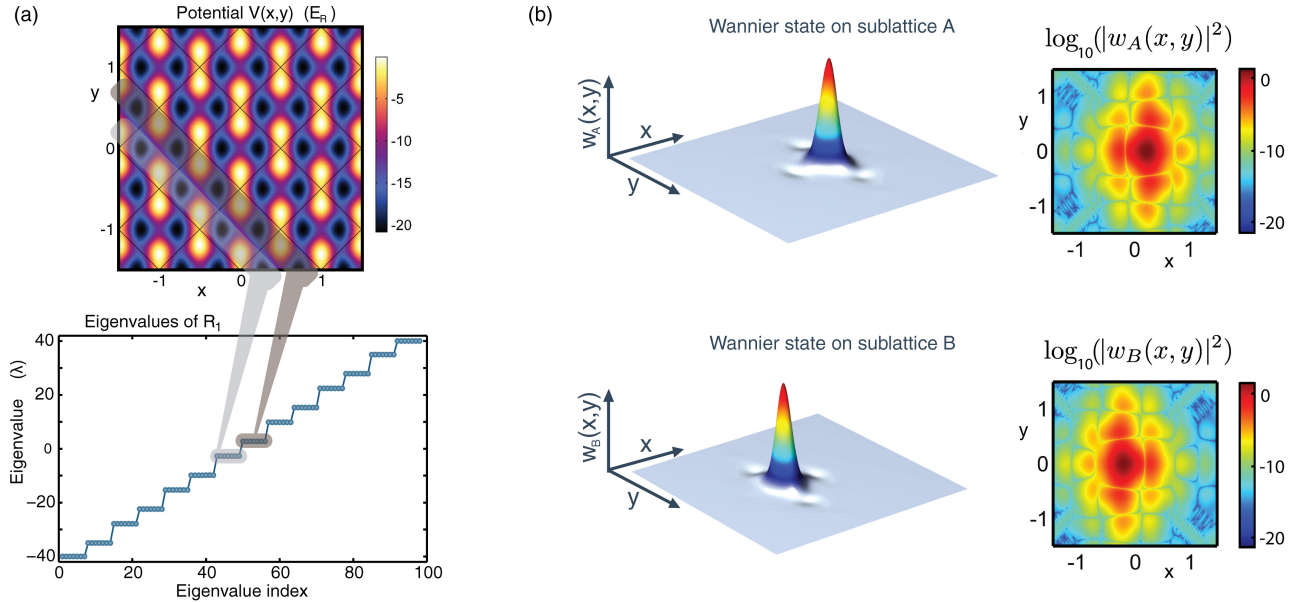 (a)
Potential V(x,y) (E_R)
1
y
0
-1
-1
0
1
x
-5
-10
-15
-20
Eigenvalues of R_1
Eigenvalue (λ)
40
20
0
−20
−40
0
20
40
60
80
100
Eigenvalue index
(b)
Wannier state on sublattice A
w_A(x,y)
x
y
log_10(|w_A(x, y)|^2)
1
y
0
-1
-1
0
1
x
0
-10
-20
Wannier state on sublattice B
w_B(x,y)
x
y
log_10(|w_B(x, y)|^2)
1
y
0
-1
-1
0
1
x
0
-10
-20